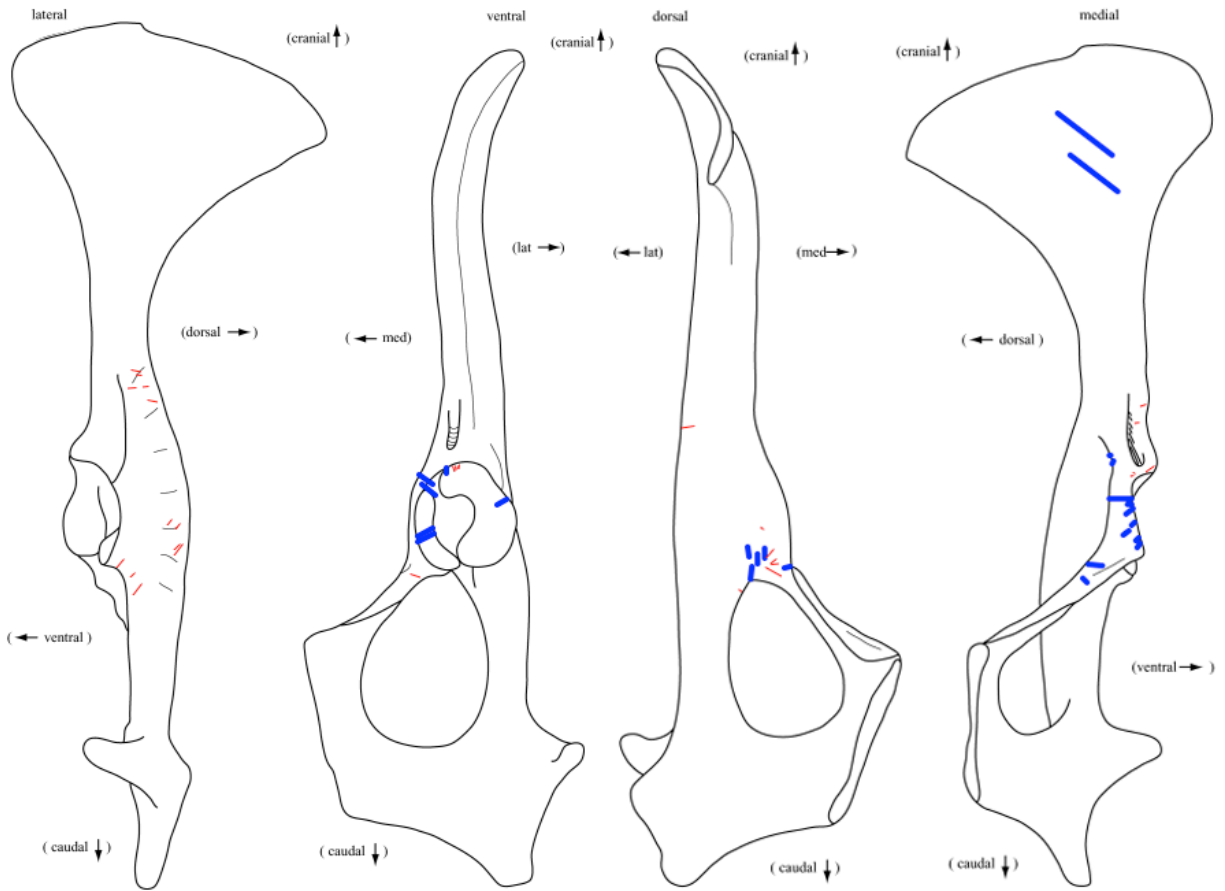 lateral
(cranial ↑)
(dorsal → )
( ← ventral )
( caudal ↓)
ventral
(cranial ↑)
(lat →)
( ← med)
( caudal ↓)
dorsal
(cranial ↑)
(← lat)
(med→)
( caudal ↓)
medial
(cranial ↑)
( ← dorsal )
(ventral → )
( caudal ↓)